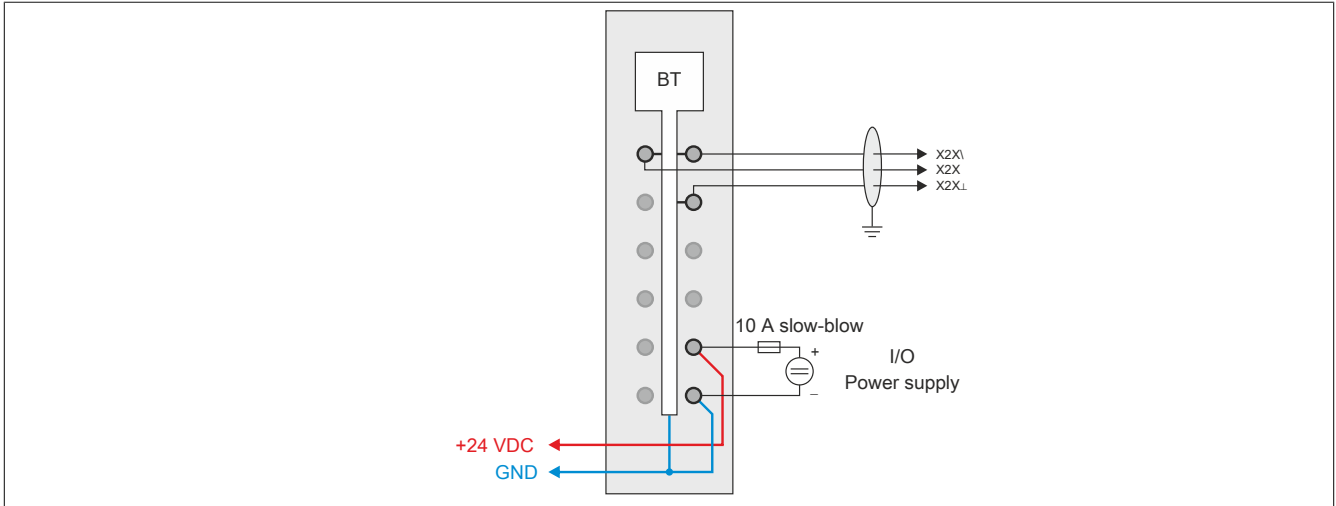 BT
X2X\
X2X
X2X⊥
10 A slow-blow
+
I/O
Power supply
_
+24 VDC
GND